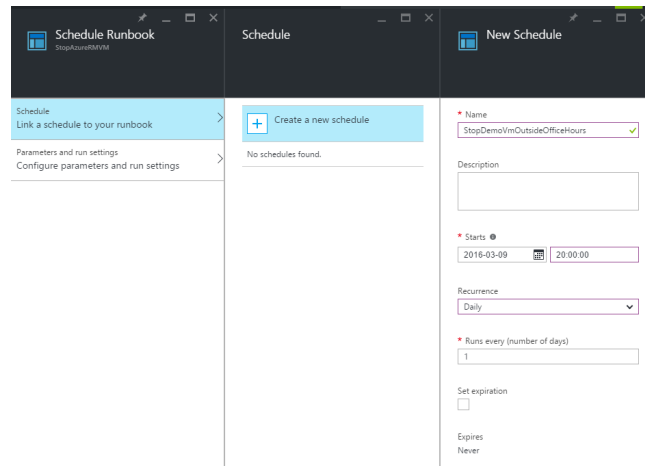 Schedule Runbook
StopAzureRMVM
Schedule
Link a schedule to your runbook
Parameters and run settings
Configure parameters and run settings
Schedule
Create a new schedule
No schedules found.
New Schedule
* Name
StopDemoVmOutsideOfficeHours
Description
* Starts
2016-03-09 20:00:00
Recurrence
Daily
* Runs every (number of days)
1
Set expiration
Expires
Never